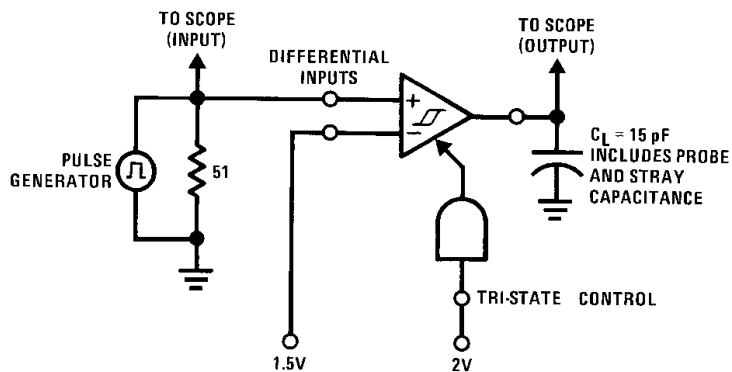 TO SCOPE
(INPUT)
TO SCOPE
(OUTPUT)
DIFFERENTIAL
INPUTS
+
−
PULSE
GENERATOR
51
CL = 15 pF
INCLUDES PROBE
AND STRAY
CAPACITANCE
TRI-STATE CONTROL
1.5V
2V